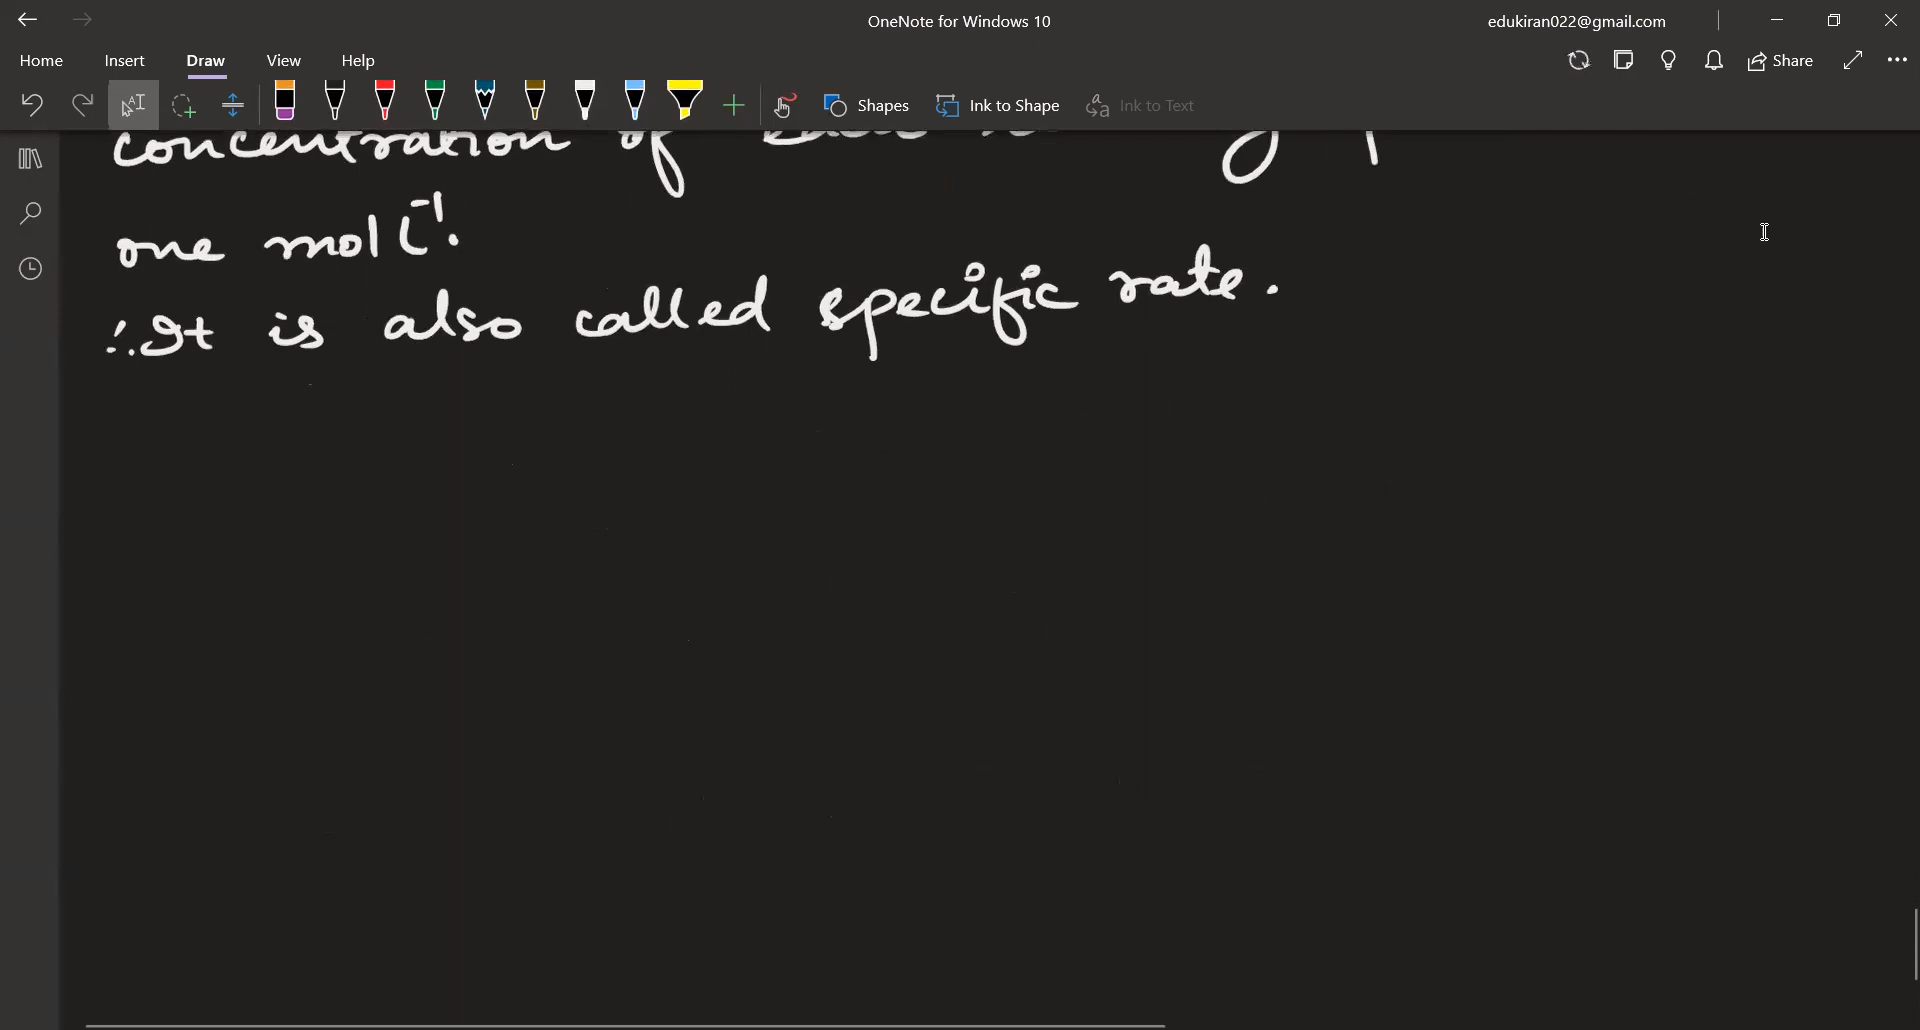 OneNote for Windows 10
edukiran022@gmail.com
Home Insert Draw View Help
Share
Shapes Ink to Shape Ink to Text
concentration of
one mol L⁻¹.
∴ It is also called specific rate.